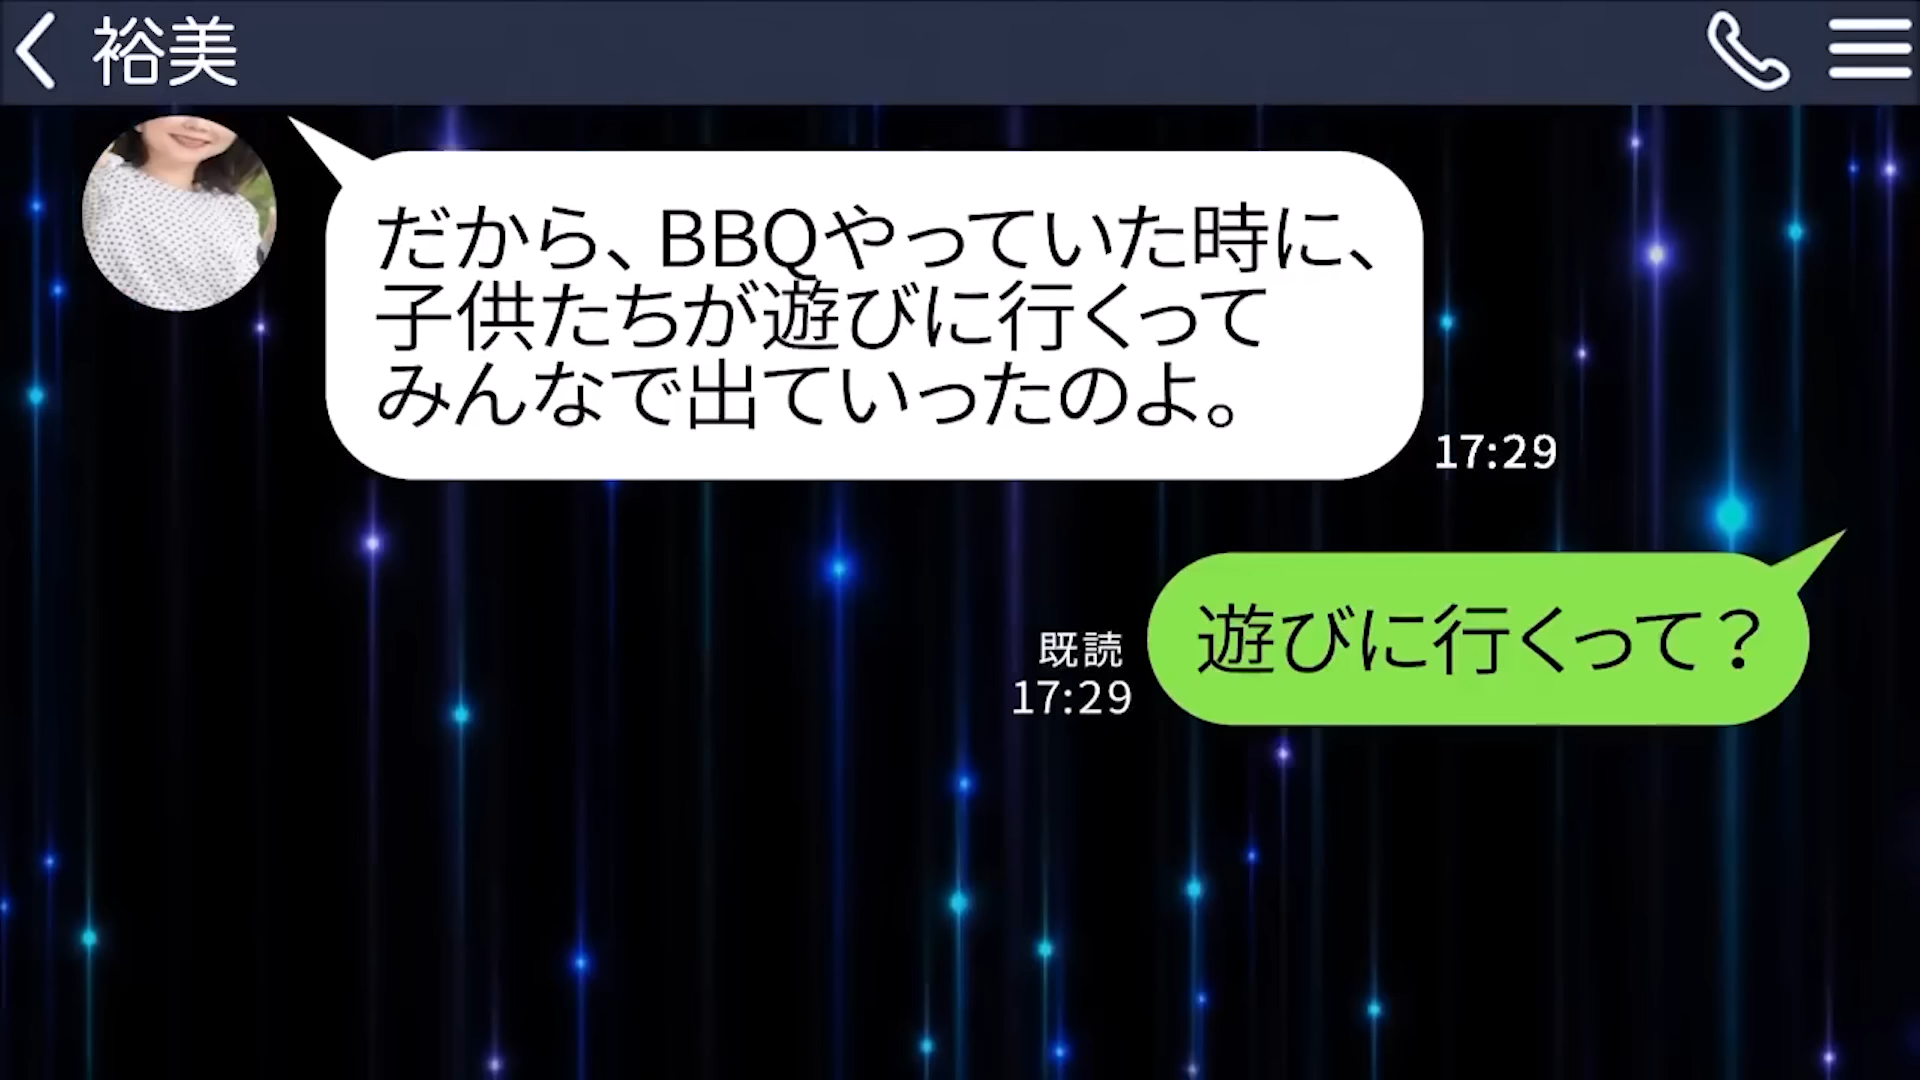 裕美
だから、BBQやっていた時に、
子供たちが遊びに行くって
みんなで出ていったのよ。
17:29
遊びに行くって？
既読
17:29